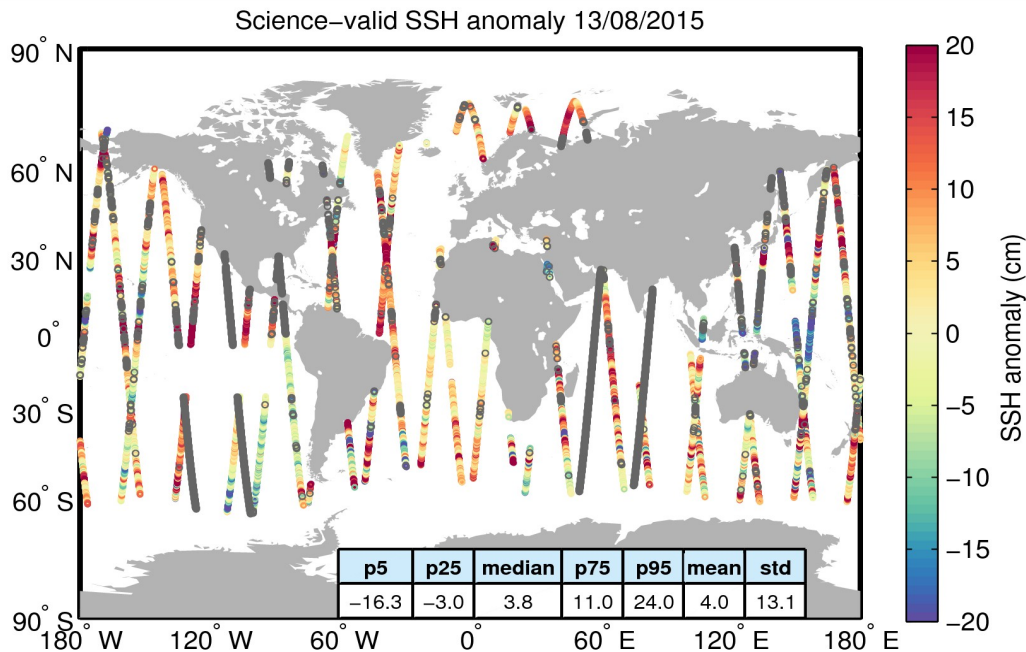 Science−valid SSH anomaly 13/08/2015
90° N
60° N
30° N
0°
30° S
60° S
90° S
180° W
120° W
60° W
0°
60° E
120° E
180° E
p5 p25 median p75 p95 mean std
−16.3 −3.0 3.8 11.0 24.0 4.0 13.1
20
15
10
5
0
−5
−10
−15
−20
SSH anomaly (cm)